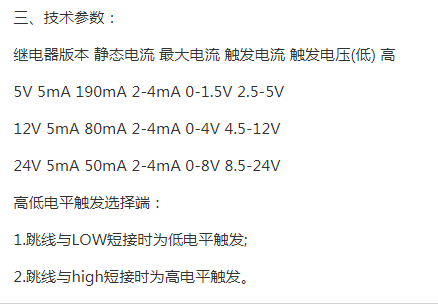 三、技术参数：
继电器版本 静态电流 最大电流 触发电流 触发电压(低) 高
5V 5mA 190mA 2-4mA 0-1.5V 2.5-5V
12V 5mA 80mA 2-4mA 0-4V 4.5-12V
24V 5mA 50mA 2-4mA 0-8V 8.5-24V
高低电平触发选择端：
1.跳线与LOW短接时为低电平触发;
2.跳线与high短接时为高电平触发。